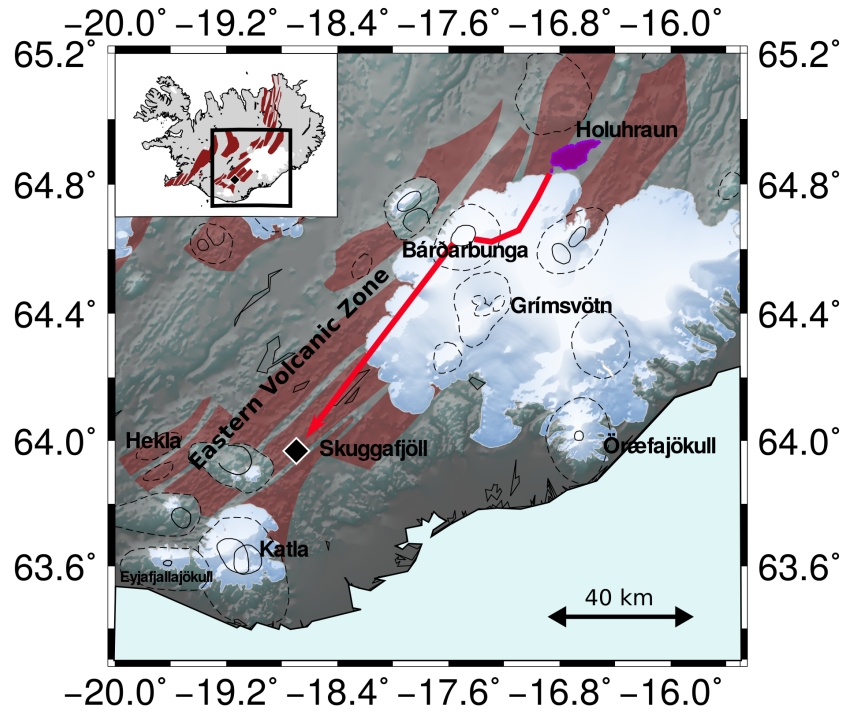 −20.0° −19.2° −18.4° −17.6° −16.8° −16.0°
65.2° 65.2°
Holuhraun
64.8° 64.8°
Bárðarbunga
Grímsvötn
64.4° 64.4°
Eastern Volcanic Zone
64.0° 64.0°
Hekla
Skuggafjöll
Öræfajökull
Katla
63.6° 63.6°
Eyjafjallajökull
40 km
−20.0° −19.2° −18.4° −17.6° −16.8° −16.0°